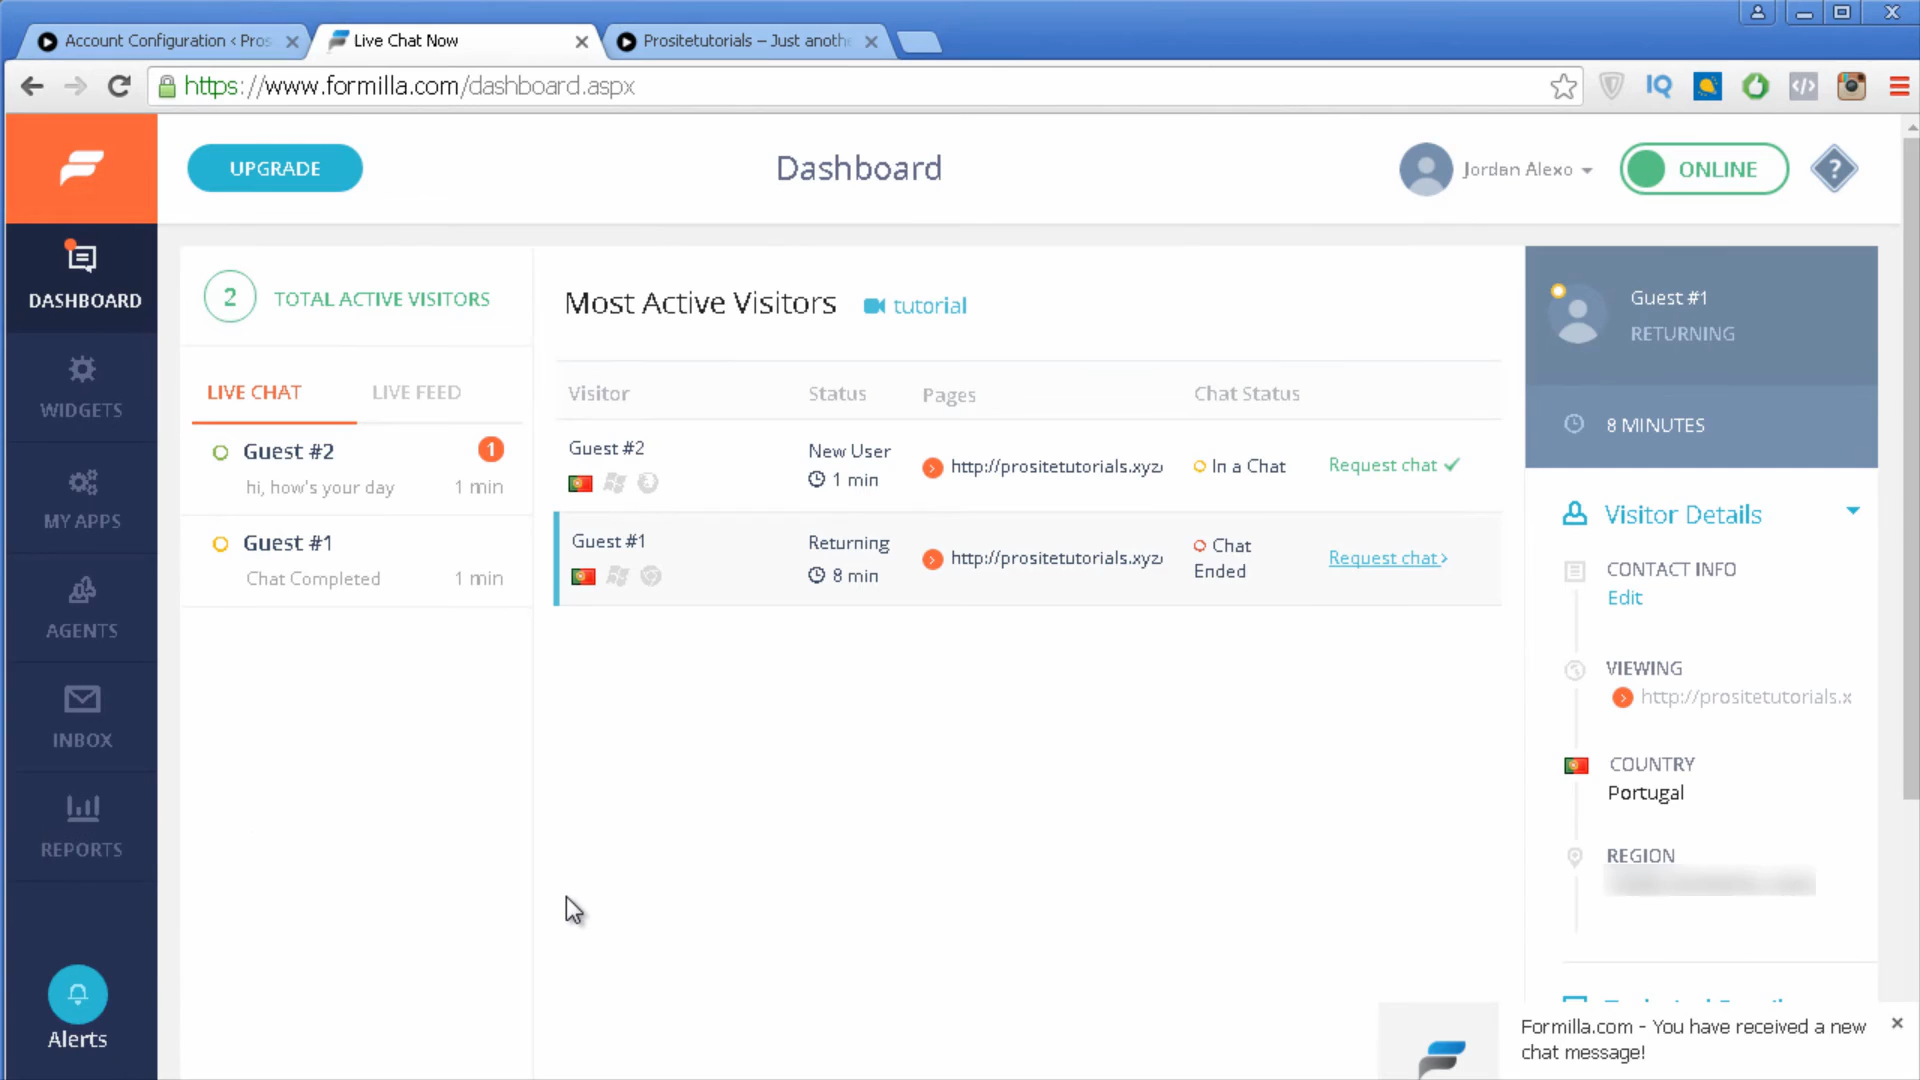 Account Configuration ‹ Pros
Live Chat Now
Prositetutorials – Just anoth
https://www.formilla.com/dashboard.aspx
IQ
UPGRADE
Dashboard
Jordan Alexo
ONLINE
?
DASHBOARD
WIDGETS
MY APPS
AGENTS
INBOX
REPORTS
Alerts
2 TOTAL ACTIVE VISITORS
LIVE CHAT LIVE FEED
Guest #2 1
hi, how's your day 1 min
Guest #1
Chat Completed 1 min
Most Active Visitors tutorial
Visitor Status Pages Chat Status
Guest #2
New User
1 min
http://prositetutorials.xyz
In a Chat
Request chat
Guest #1
Returning
8 min
http://prositetutorials.xyz
Chat
Ended
Request chat
Guest #1
RETURNING
8 MINUTES
Visitor Details
CONTACT INFO
Edit
VIEWING
http://prositetutorials.x
COUNTRY
Portugal
REGION
Formilla.com - You have received a new
chat message!